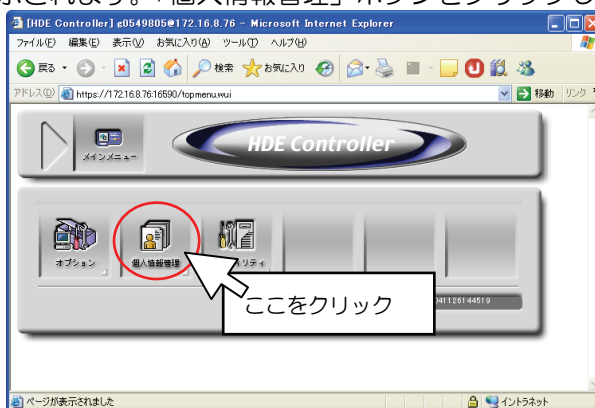 示されます。「個人情報管理」ボタンをクリックし
[HDE Controller] g0549805@172.16.8.76 - Microsoft Internet Explorer
ファイル(F) 編集(E) 表示(V) お気に入り(A) ツール(T) ヘルプ(H)
戻る 検索 お気に入り
アドレス(D) https://172.16.8.76:16590/topmenu.wui 移動 リンク
メインメニュー
HDE Controller
オプション 個人情報管理 リティ
ここをクリック
041126144519
ページが表示されました イントラネット